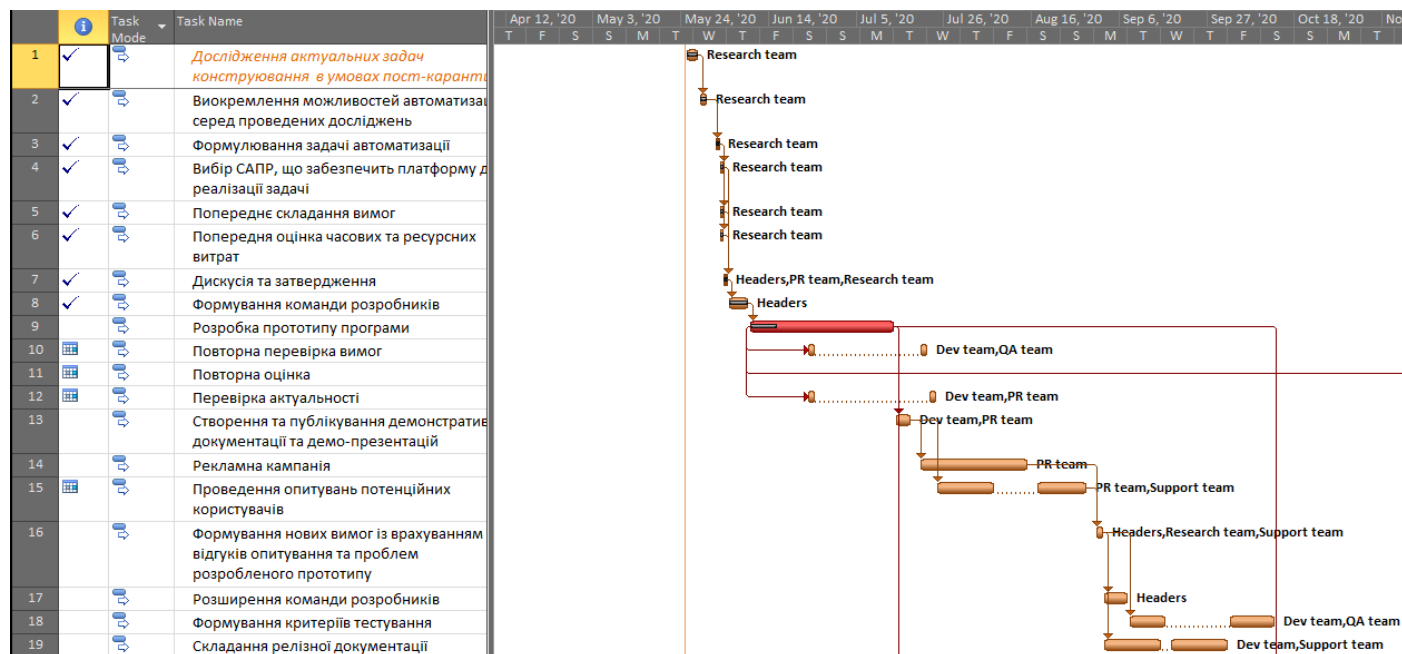 Task Mode
Task Name
Apr 12, '20 May 3, '20 May 24, '20 Jun 14, '20 Jul 5, '20 Jul 26, '20 Aug 16, '20 Sep 6, '20 Sep 27, '20 Oct 18, '20 No
T F S S M T W T F S S M T W T F S S M T W T F S S M T
1 Дослідження актуальних задач
конструювання в умовах пост-каранти
Research team
2 Виокремлення можливостей автоматизац
серед проведених досліджень
Research team
3 Формулювання задачі автоматизації
Research team
4 Вибір САПР, що забезпечить платформу д
реалізації задачі
Research team
5 Попереднє складання вимог
Research team
6 Попередня оцінка часових та ресурсних
витрат
Research team
7 Дискусія та затвердження
Headers,PR team,Research team
8 Формування команди розробників
Headers
9 Розробка прототипу програми
10 Повторна перевірка вимог
Dev team,QA team
11 Повторна оцінка
12 Перевірка актуальності
Dev team,PR team
13 Створення та публікування демонстратив
документації та демо-презентацій
Dev team,PR team
14 Рекламна кампанія
PR team
15 Проведення опитувань потенційних
користувачів
PR team,Support team
16 Формування нових вимог із врахуванням
відгуків опитування та проблем
розробленого прототипу
Headers,Research team,Support team
17 Розширення команди розробників
Headers
18 Формування критеріїв тестування
Dev team,QA team
19 Складання релізної документації
Dev team,Support team